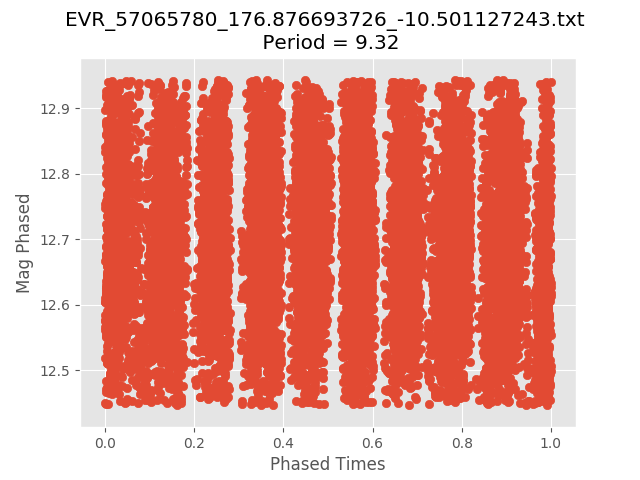 EVR_57065780_176.876693726_-10.501127243.txt
Period = 9.32
Mag Phased
12.9
12.8
12.7
12.6
12.5
0.0 0.2 0.4 0.6 0.8 1.0
Phased Times